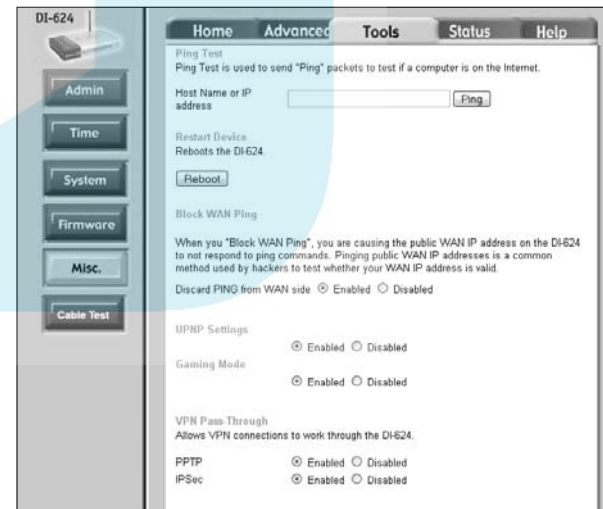 DI-624
Home Advanced Tools Status Help
Admin
Time
System
Firmware
Misc.
Cable Test
Ping Test
Ping Test is used to send "Ping" packets to test if a computer is on the Internet.
Host Name or IP
address
Ping
Restart Device
Reboots the DI-624.
Reboot
Block WAN Ping
When you "Block WAN Ping", you are causing the public WAN IP address on the DI-624
to not respond to ping commands. Pinging public WAN IP addresses is a common
method used by hackers to test whether your WAN IP address is valid.
Discard PING from WAN side Enabled Disabled
UPNP Settings
Enabled Disabled
Gaming Mode
Enabled Disabled
VPN Pass-Through
Allows VPN connections to work through the DI-624.
PPTP Enabled Disabled
IPSec Enabled Disabled